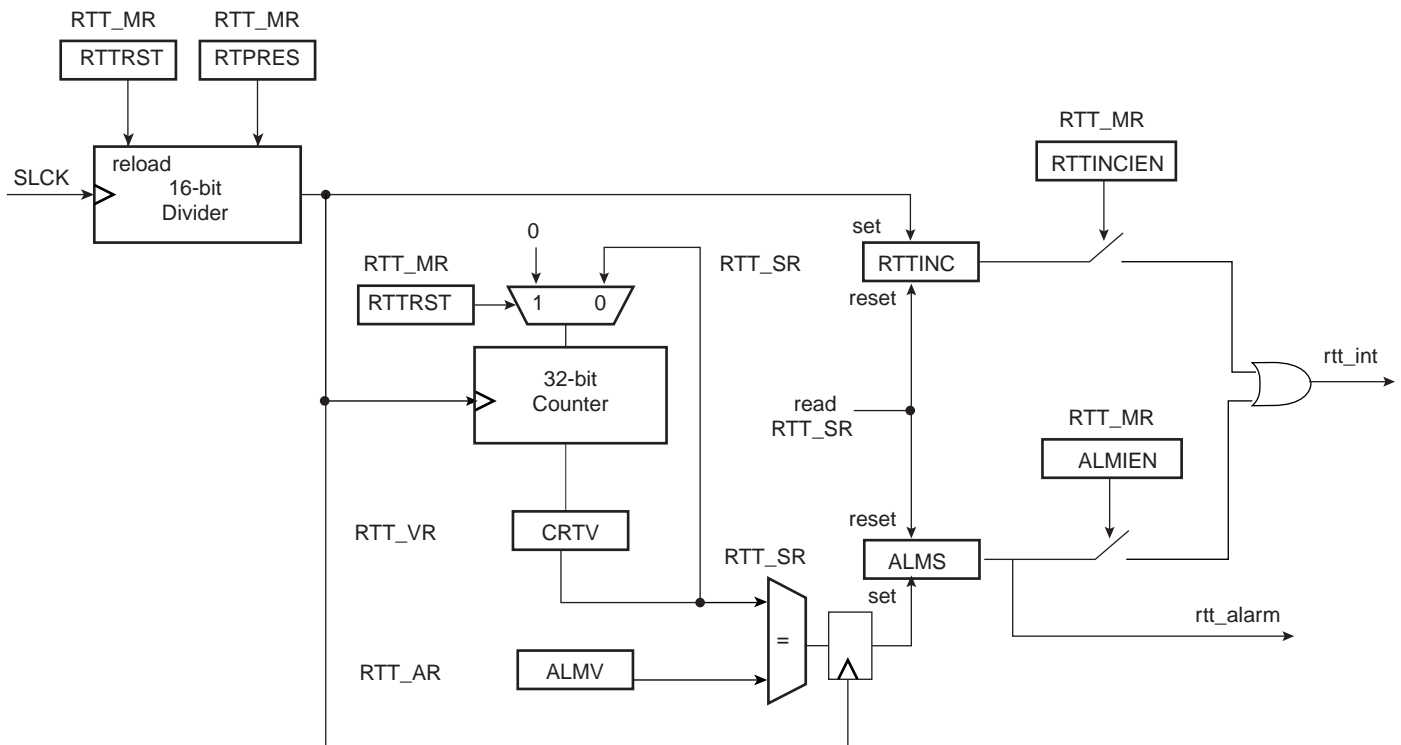 RTT_MR
RTT_MR
RTTRST
RTPRES
reload
16-bit
Divider
SLCK
0
RTT_MR
RTTRST
1
0
RTT_SR
32-bit
Counter
RTT_VR
CRTV
RTT_AR
ALMV
RTT_SR
=
set
RTTINC
reset
read
RTT_SR
reset
ALMS
set
RTT_MR
RTTINCIEN
RTT_MR
ALMIEN
rtt_int
rtt_alarm